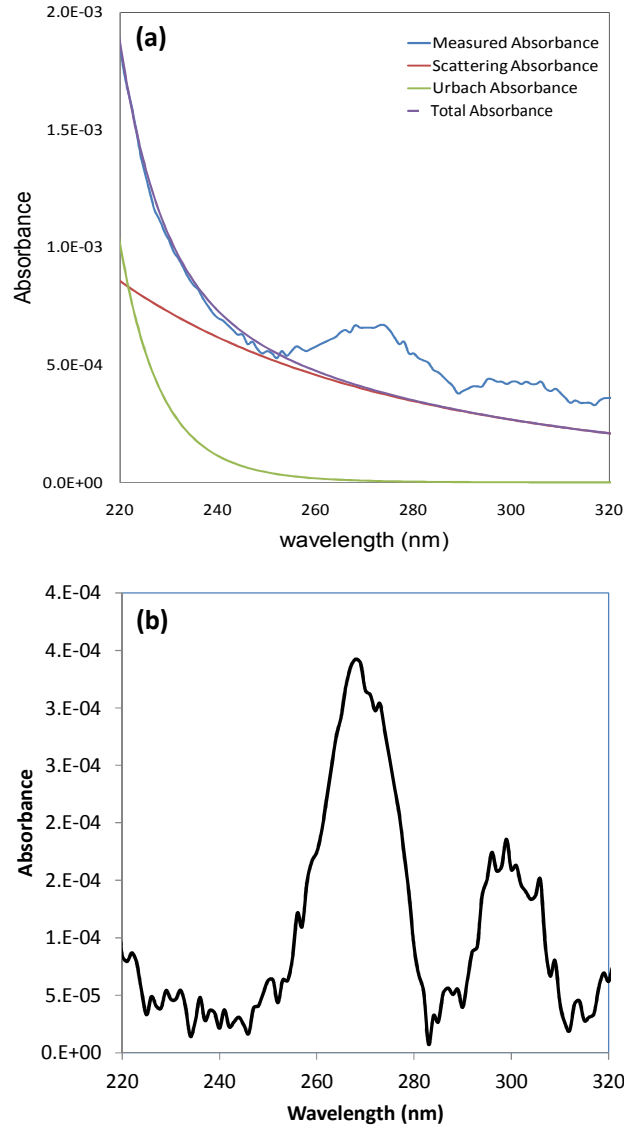 2.0E-03
(a)
Measured Absorbance
Scattering Absorbance
Urbach Absorbance
Total Absorbance
1.5E-03
1.0E-03
5.0E-04
0.0E+00
Absorbance
220 240 260 280 300 320
wavelength (nm)
(b)
4.E-04
4.E-04
3.E-04
3.E-04
2.E-04
2.E-04
1.E-04
5.E-05
0.E+00
Absorbance
220 240 260 280 300 320
Wavelength (nm)